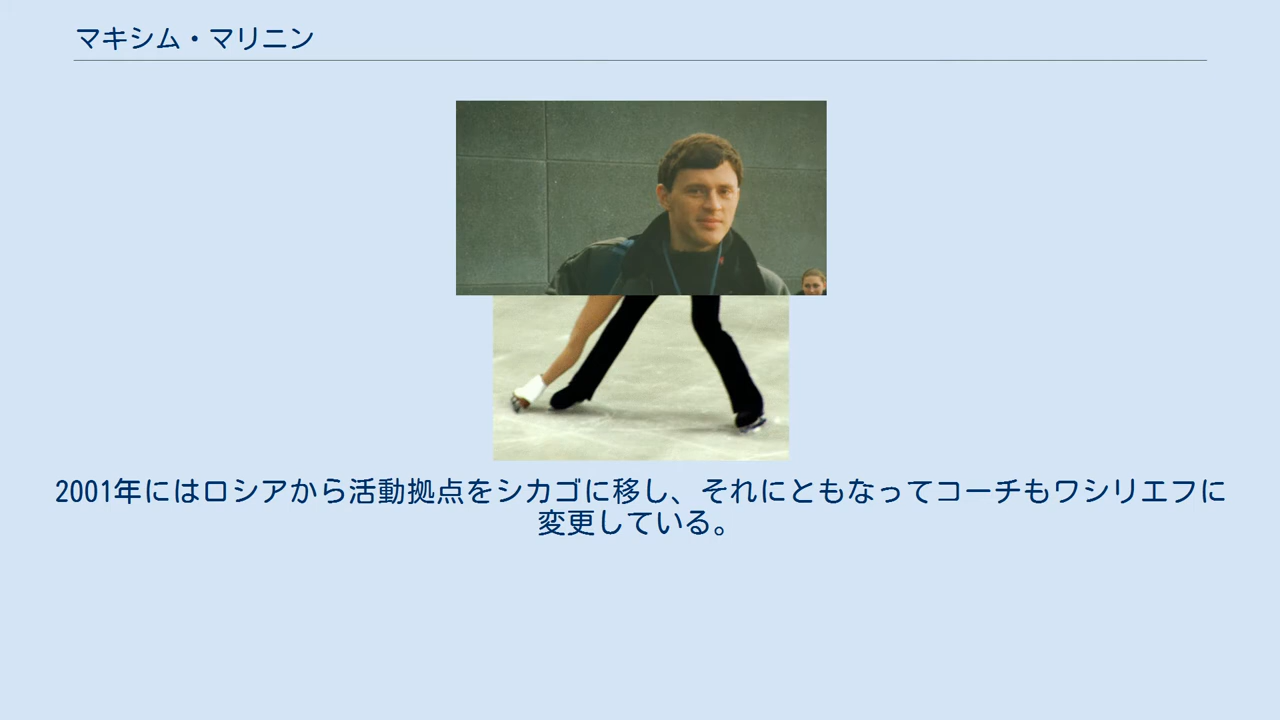 マキシム・マリニン
2001年にはロシアから活動拠点をシカゴに移し、それにともなってコーチもワシリエフに
変更している。